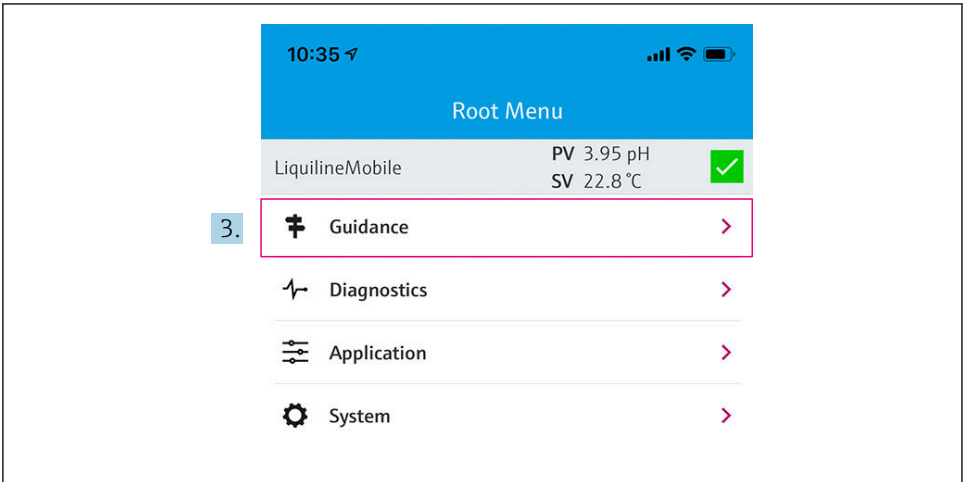 10:35
Root Menu
LiquilineMobile
PV 3.95 pH
SV 22.8 °C
3.
Guidance
Diagnostics
Application
System